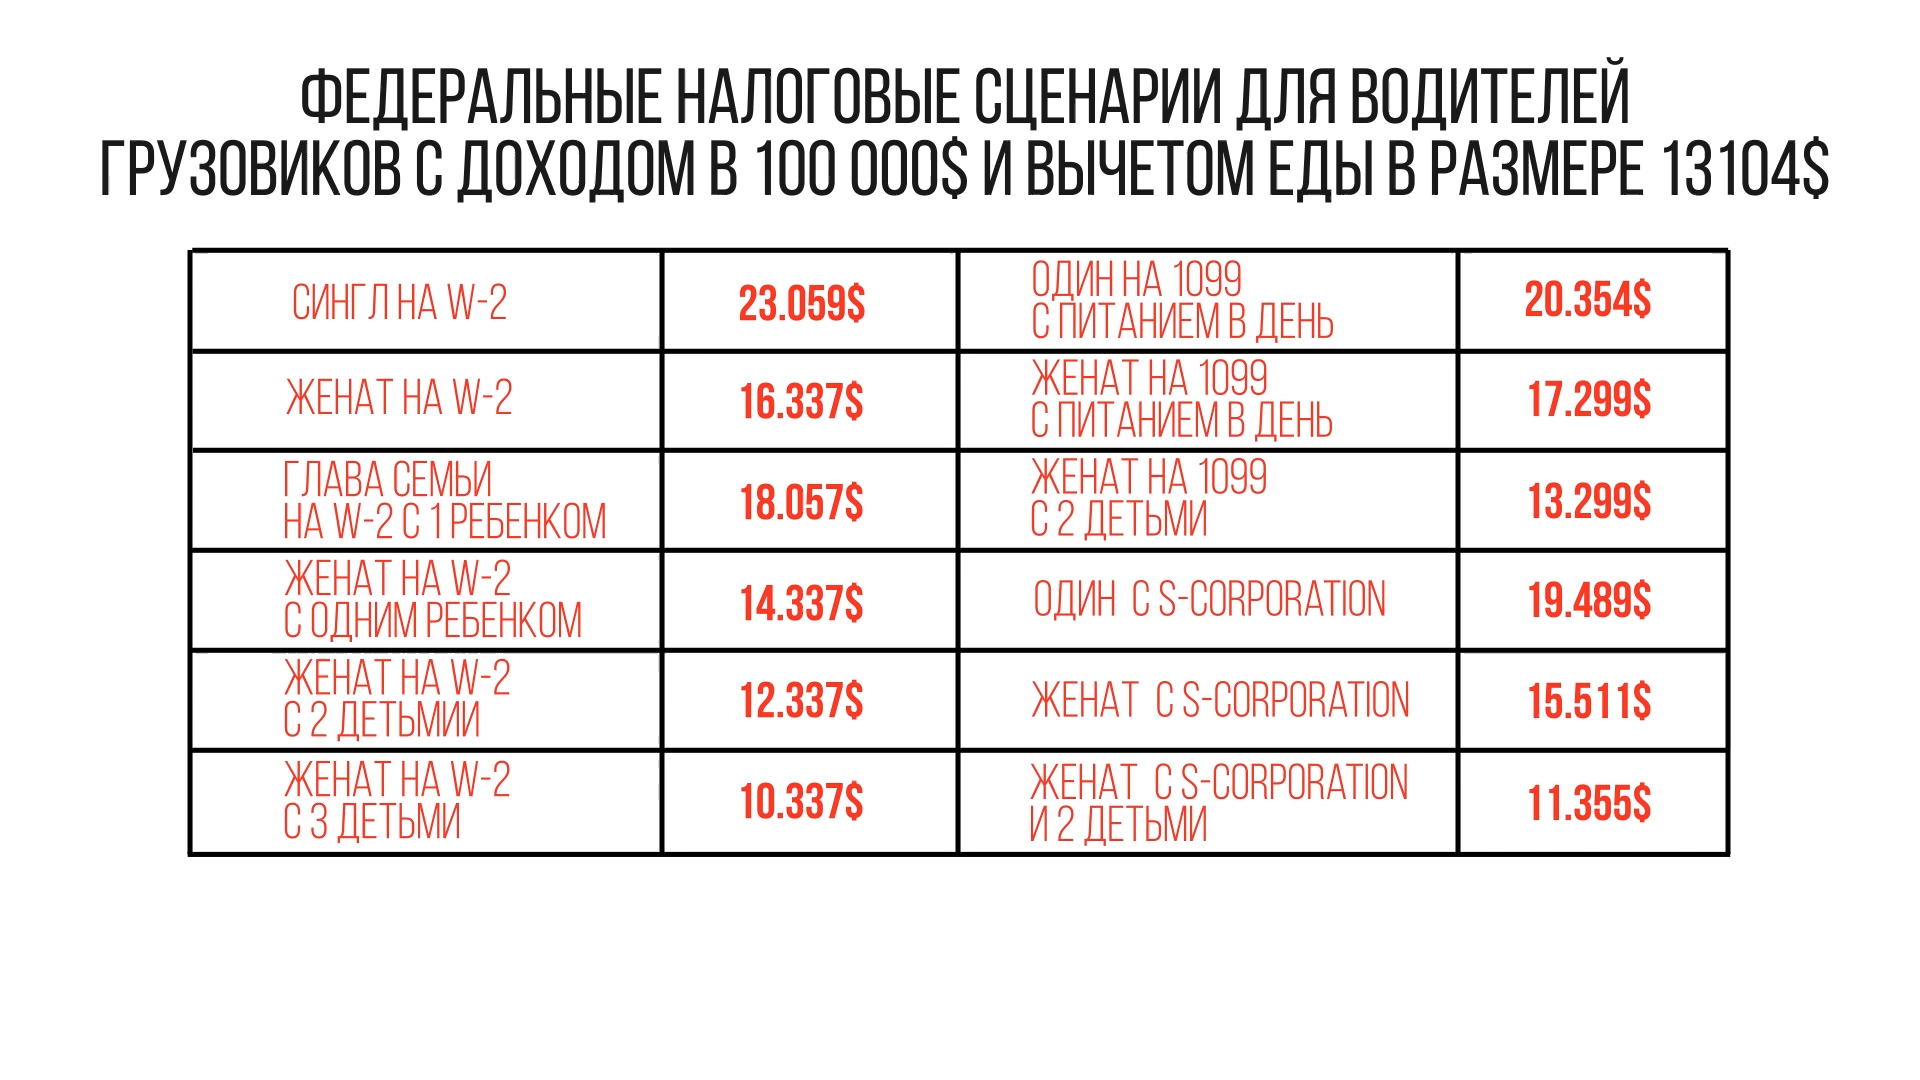 ФЕДЕРАЛЬНЫЕ НАЛОГОВЫЕ СЦЕНАРИИ ДЛЯ ВОДИТЕЛЕЙ
ГРУЗОВИКОВ С ДОХОДОМ В 100 000$ И ВЫЧЕТОМ ЕДЫ В РАЗМЕРЕ 13104$
СИНГЛ НА W-2
23.059$
ОДИН НА 1099
С ПИТАНИЕМ В ДЕНЬ
20.354$
ЖЕНАТ НА W-2
16.337$
ЖЕНАТ НА 1099
С ПИТАНИЕМ В ДЕНЬ
17.299$
ГЛАВА СЕМЬИ
НА W-2 С 1 РЕБЕНКОМ
18.057$
ЖЕНАТ НА 1099
С 2 ДЕТЬМИ
13.299$
ЖЕНАТ НА W-2
С ОДНИМ РЕБЕНКОМ
14.337$
ОДИН С S-CORPORATION
19.489$
ЖЕНАТ НА W-2
С 2 ДЕТЬМИИ
12.337$
ЖЕНАТ С S-CORPORATION
15.511$
ЖЕНАТ НА W-2
С 3 ДЕТЬМИ
10.337$
ЖЕНАТ С S-CORPORATION
И 2 ДЕТЬМИ
11.355$